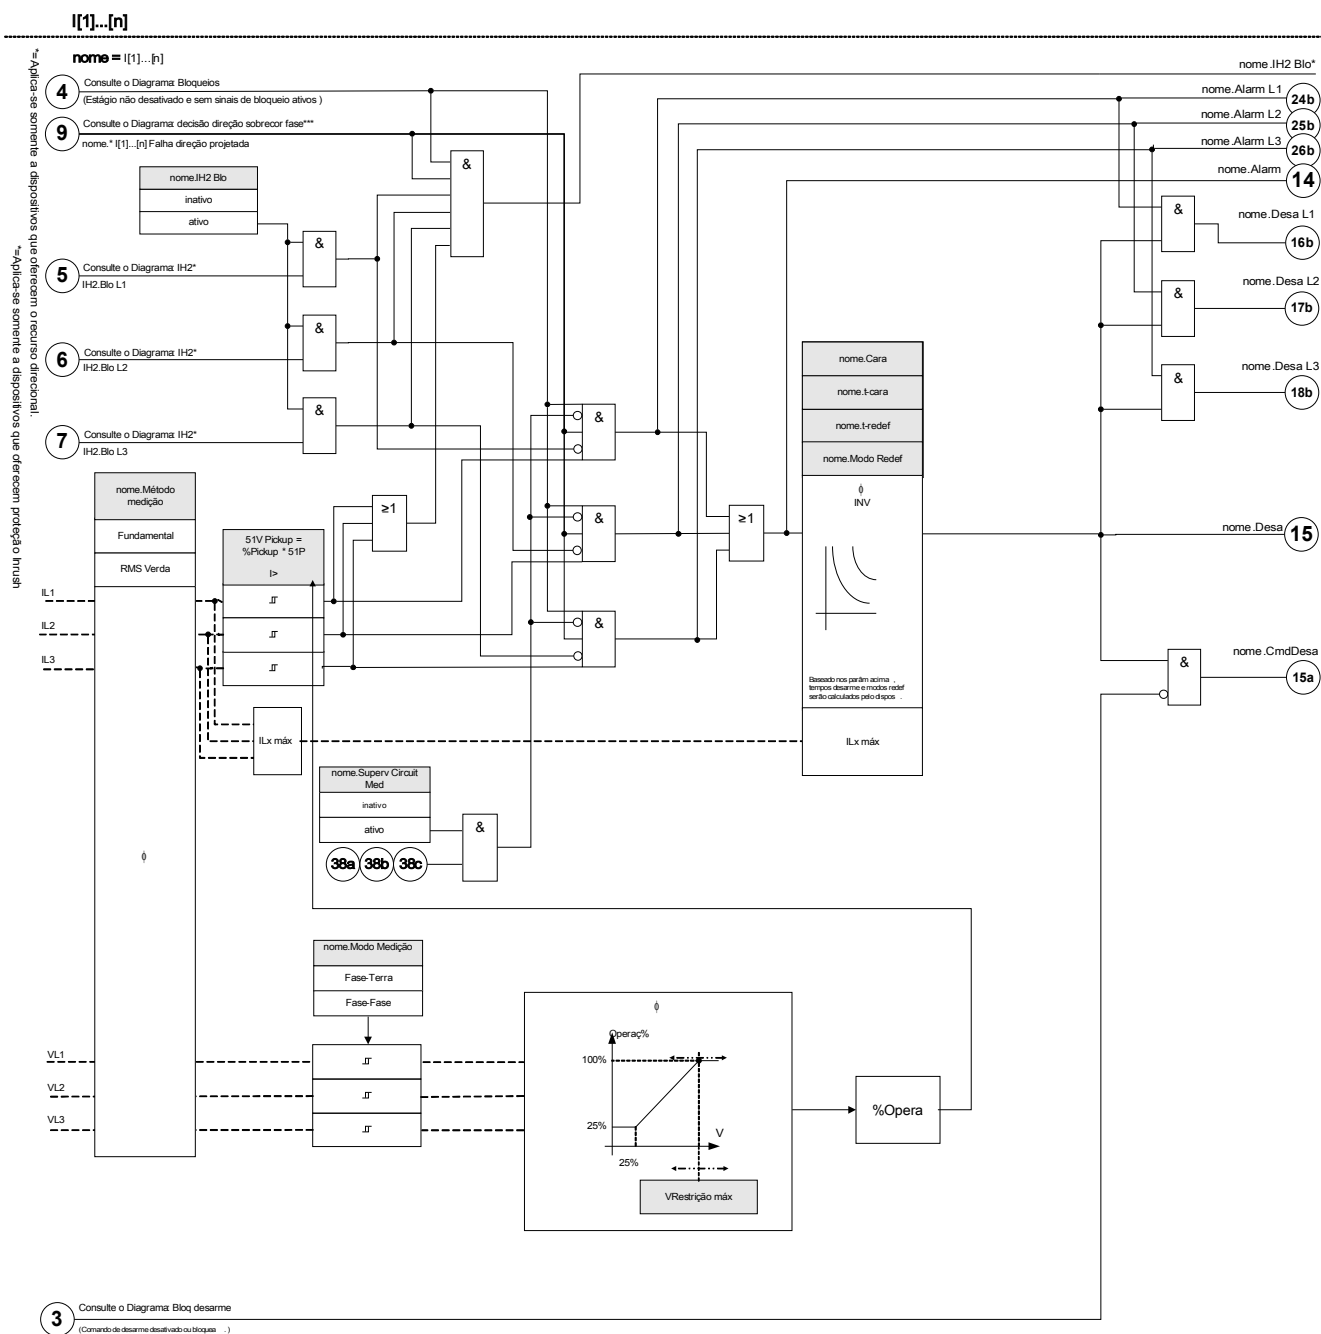 I[1]...[n]
nome = I[1]...[n]
*=Aplica-se somente a dispositivos que oferecem o recurso direcional.
*=Aplica-se somente a dispositivos que oferecem proteção Inrush
4
Consulte o Diagrama: Bloqueios
(Estágio não desativado e sem sinais de bloqueio ativos )
9
Consulte o Diagrama: decisão direção sobrecor fase***
nome.* I[1]...[n] Falha direção projetada
nome.IH2 Blo
inativo
ativo
5
Consulte o Diagrama: IH2*
IH2.Blo L1
6
Consulte o Diagrama: IH2*
IH2.Blo L2
7
Consulte o Diagrama: IH2*
IH2.Blo L3
&
&
&
&
nome.IH2 Blo*
nome.Alarm L1
24b
nome.Alarm L2
25b
nome.Alarm L3
26b
nome.Alarm
14
&
nome.Desa L1
16b
&
nome.Desa L2
17b
&
nome.Desa L3
18b
nome.Método
medição
Fundamental
RMS Verda
ϕ
51V Pickup =
%Pickup * 51P
I>
IL1
IL2
IL3
≥1
&
&
&
≥1
nome.Cara
nome.t-cara
nome.t-redef
nome.Modo Redef
ϕ
INV
Baseado nos parâm acima ,
tempos desarme e modos redef
serão calculados pelo dispos .
ILx máx
nome.Desa
15
&
nome.CmdDesa
15a
ILx máx
nome.Superv Circuit
Med
inativo
ativo
38a 38b 38c
&
nome.Modo Medição
Fase-Terra
Fase-Fase
VL1
VL2
VL3
ϕ
Operaç%
100%
25%
V
25%
VRestrição máx
%Opera
3
Consulte o Diagrama: Bloq desarme
(Comando de desarme desativado ou bloquea . )